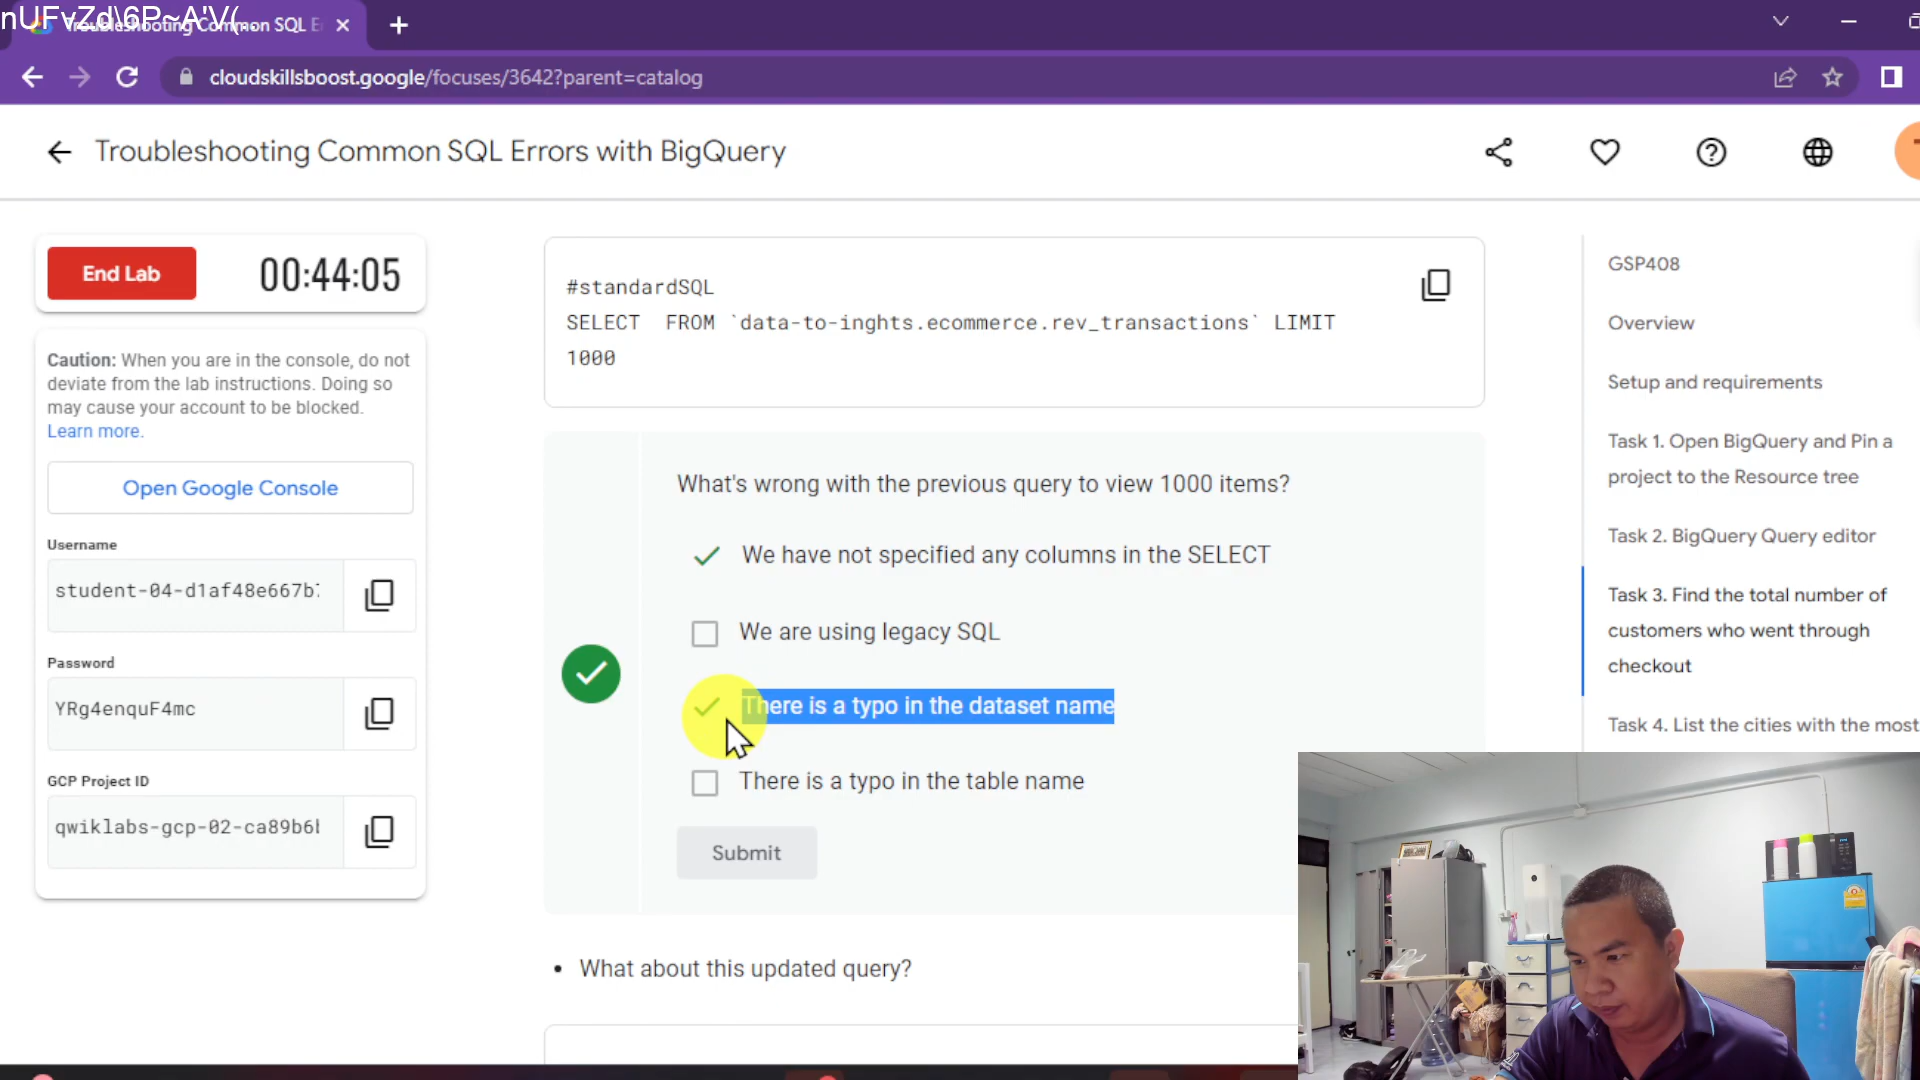 nUFvZd\6P~A'V(..
Troubleshooting Common SQL Er
cloudskillsboost.google/focuses/3642?parent=catalog
Troubleshooting Common SQL Errors with BigQuery
End Lab
00:44:05
Caution: When you are in the console, do not
deviate from the lab instructions. Doing so
may cause your account to be blocked.
Learn more.
Open Google Console
Username
student-04-d1af48e667b7
Password
YRg4enquF4mc
GCP Project ID
qwiklabs-gcp-02-ca89b6b
#standardSQL
SELECT  FROM `data-to-inghts.ecommerce.rev_transactions` LIMIT
1000
What's wrong with the previous query to view 1000 items?
We have not specified any columns in the SELECT
We are using legacy SQL
There is a typo in the dataset name
There is a typo in the table name
Submit
• What about this updated query?
GSP408
Overview
Setup and requirements
Task 1. Open BigQuery and Pin a
project to the Resource tree
Task 2. BigQuery Query editor
Task 3. Find the total number of
customers who went through
checkout
Task 4. List the cities with the most